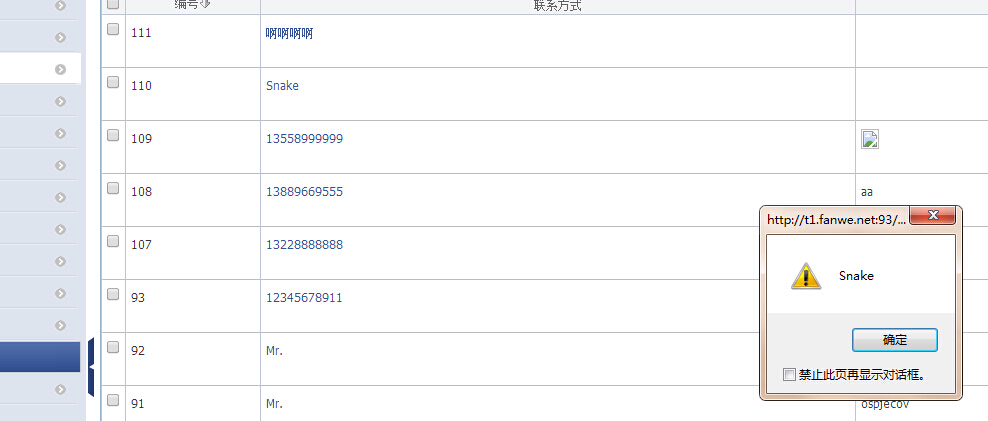 编号
联系方式
111
啊啊啊啊
110
Snake
109
13558999999
108
13889669555
aa
107
13228888888
93
12345678911
92
Mr.
91
Mr.
ospjecov
http://t1.fanwe.net:93/...
Snake
确定
禁止此页再显示对话框。